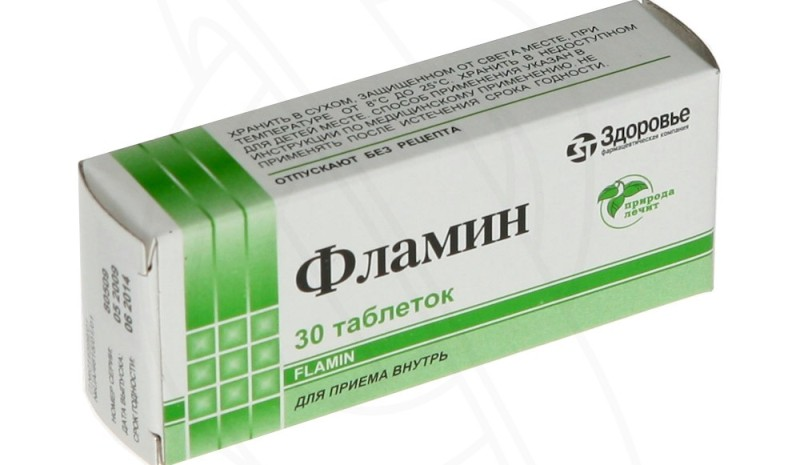 ХРАНИТЬ В СУХОМ, ЗАЩИЩЕННОМ ОТ СВЕТА МЕСТЕ, ПРИ
ТЕМПЕРАТУРЕ ОТ 8°С ДО 25°С. ХРАНИТЬ В НЕДОСТУПНОМ
ДЛЯ ДЕТЕЙ МЕСТЕ. СПОСОБ ПРИМЕНЕНИЯ УКАЗАН В
ИНСТРУКЦИИ ПО МЕДИЦИНСКОМУ ПРИМЕНЕНИЮ. НЕ
ПРИМЕНЯТЬ ПОСЛЕ ИСТЕЧЕНИЯ СРОКА ГОДНОСТИ.
ОТПУСКАЮТ БЕЗ РЕЦЕПТА
Здоровье
фармацевтическая компания
природа
лечит
Фламин
30 таблеток
FLAMIN
ДЛЯ ПРИЕМА ВНУТРЬ
НОМЕР СЕРИИ: 80509
ДАТА ВЫПУСКА: 05 2009
СРОК ГОДНОСТИ: 06 2014